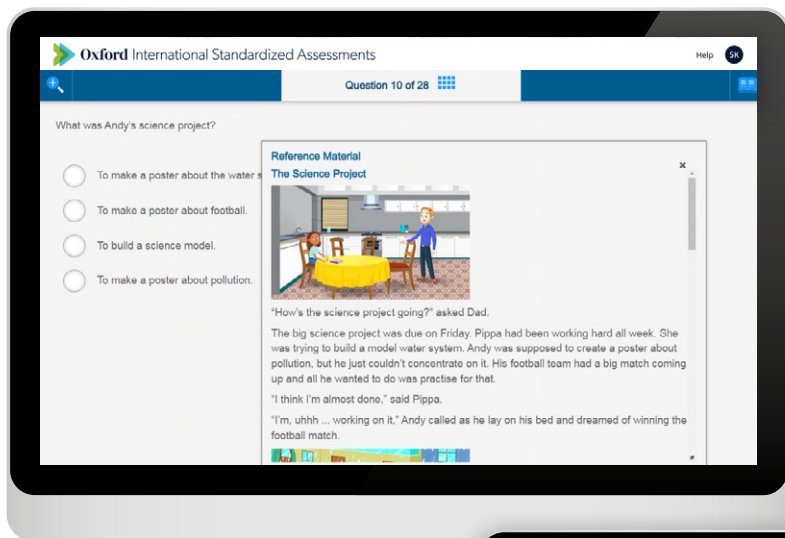 Oxford International Standardized Assessments
Help
SK
Question 10 of 28
What was Andy's science project?
To make a poster about the water s
To make a poster about football.
To build a science model.
To make a poster about pollution.
Reference Material
The Science Project
"How's the science project going?" asked Dad.
The big science project was due on Friday. Pippa had been working hard all week. She
was trying to build a model water system. Andy was supposed to create a poster about
pollution, but he just couldn't concentrate on it. His football team had a big match coming
up and all he wanted to do was practise for that.
"I think I'm almost done," said Pippa.
"I'm, uhhh ... working on it," Andy called as he lay on his bed and dreamed of winning the
football match.